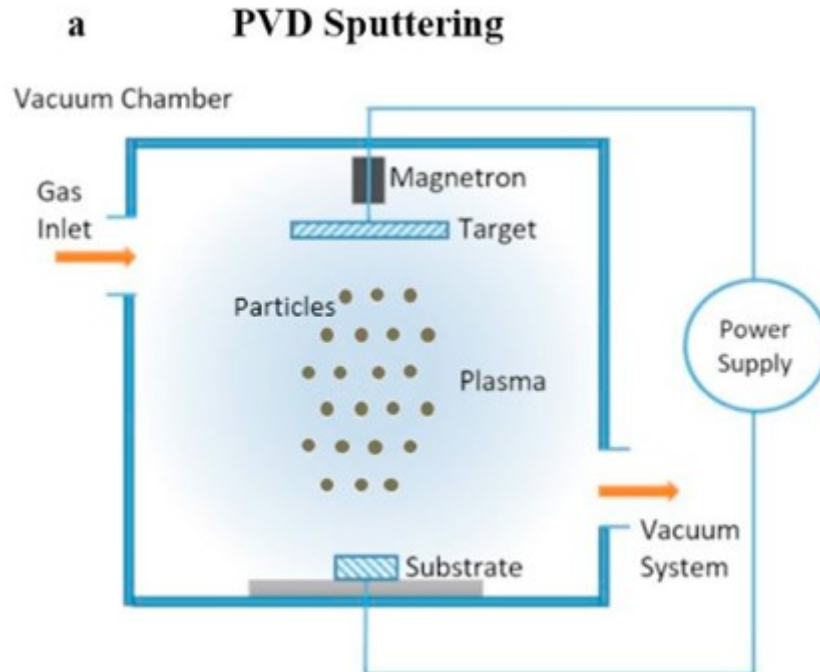 a PVD Sputtering
Vacuum Chamber
Gas
Inlet
Magnetron
Target
Particles
Plasma
Power
Supply
Substrate
Vacuum
System